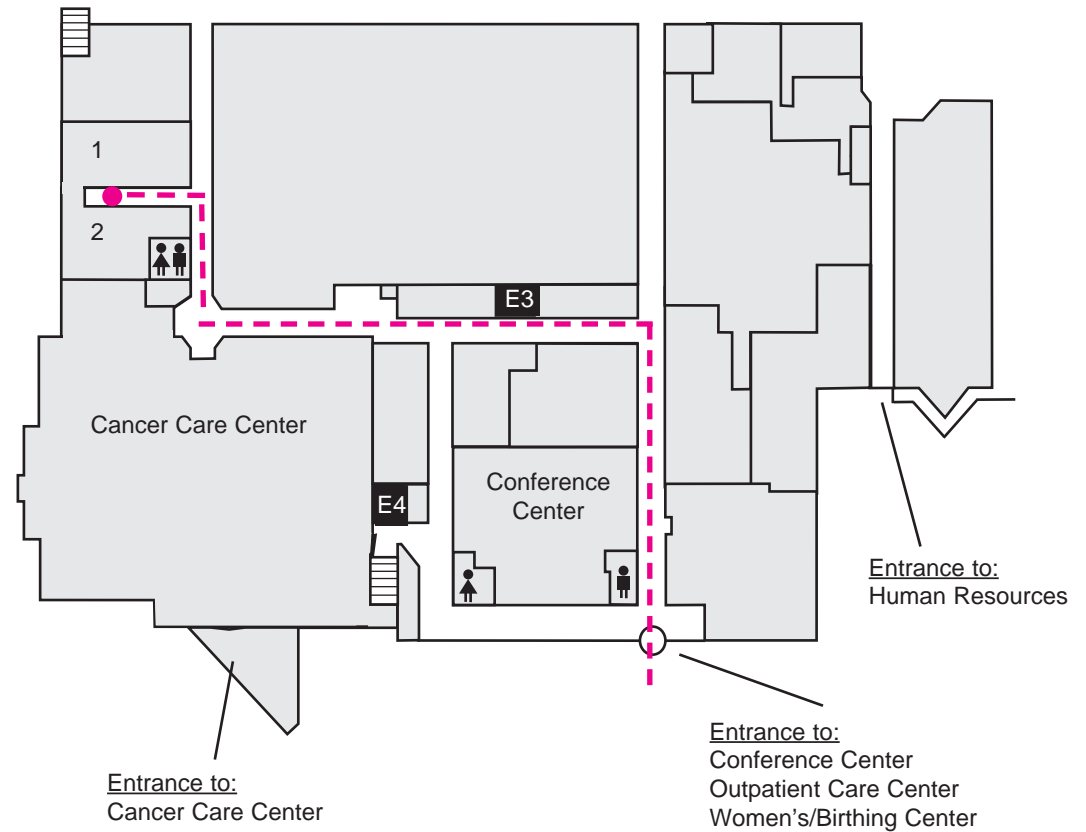 1
2
E3
Cancer Care Center
Conference
Center
E4
Entrance to:
Human Resources
Entrance to:
Conference Center
Outpatient Care Center
Women's/Birthing Center
Entrance to:
Cancer Care Center